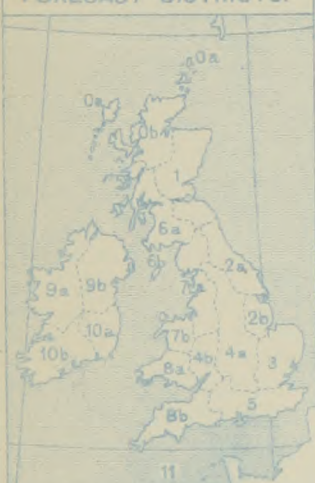 FORECAST DISTRICTS.
0a
0a
0b
1
6a
6b
2a
7a
9a
9b
2b
10a
7b
4b
4a
3
10b
8a
5
8b
11